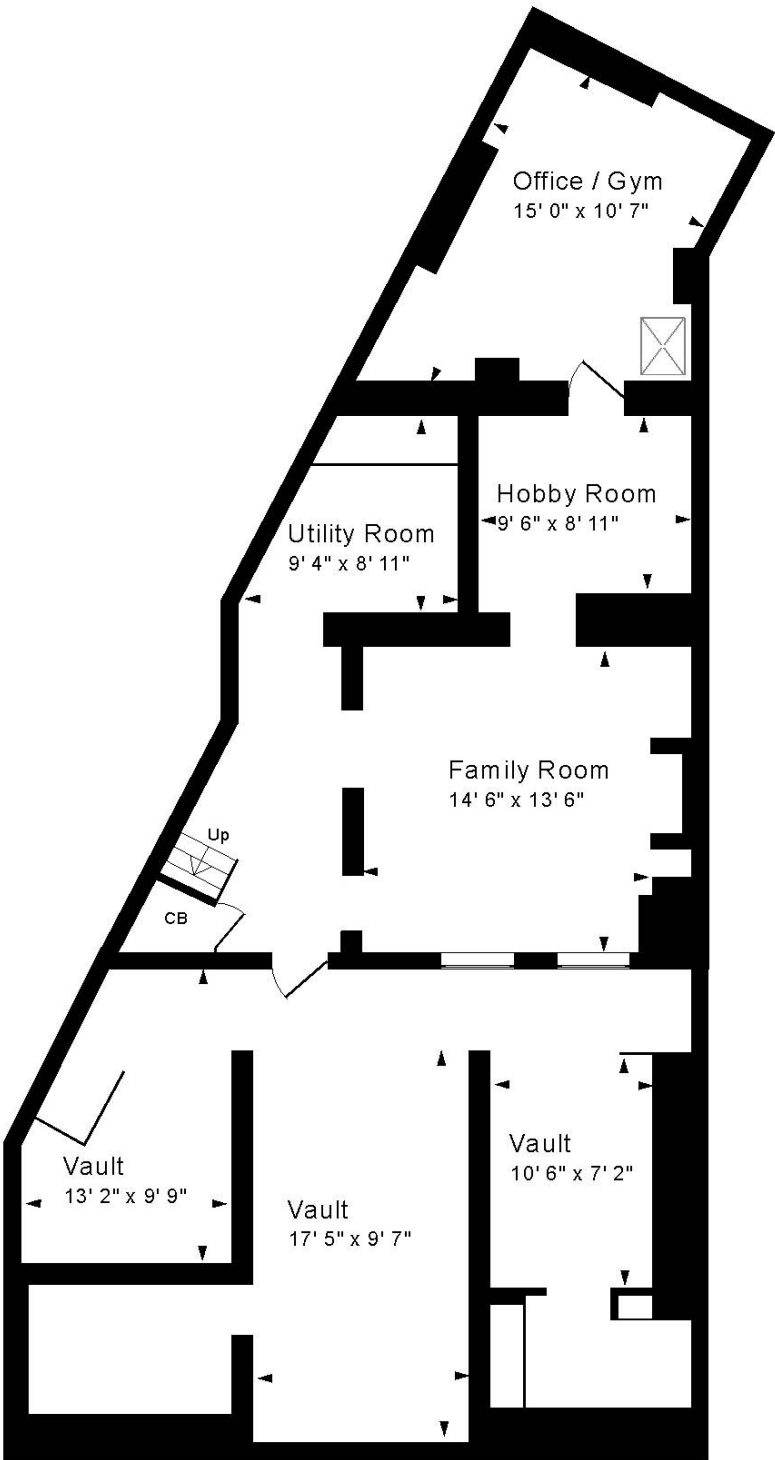 Office / Gym
15' 0" x 10' 7"
Hobby Room
9' 6" x 8' 11"
Utility Room
9' 4" x 8' 11"
Family Room
14' 6" x 13' 6"
Up
CB
Vault
10' 6" x 7' 2"
Vault
13' 2" x 9' 9"
Vault
17' 5" x 9' 7"